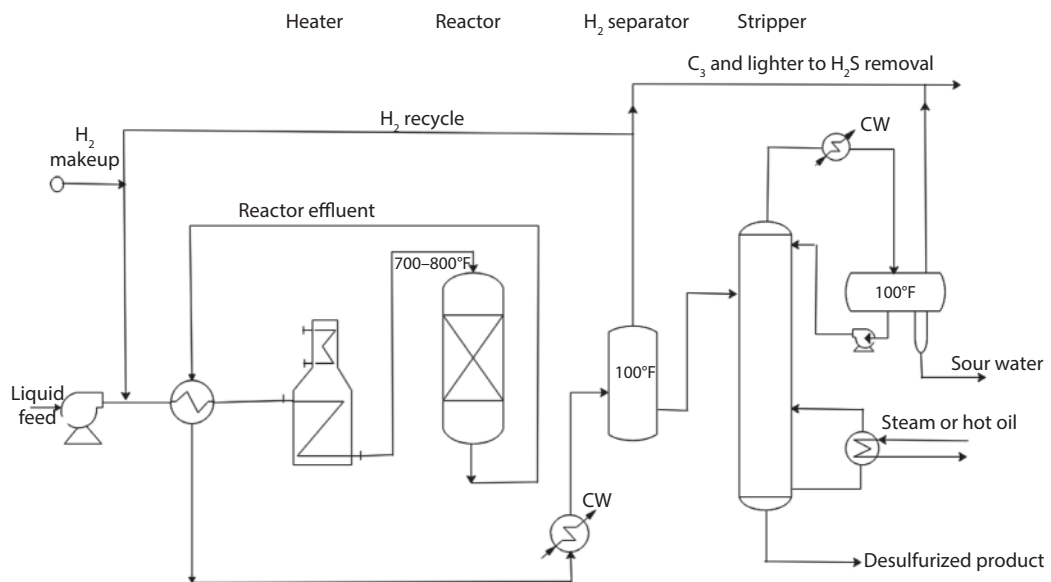 Heater
Reactor
H₂ separator
Stripper
C₃ and lighter to H₂S removal
H₂ recycle
CW
H₂
makeup
Reactor effluent
700–800°F
100°F
100°F
Sour water
Liquid
feed
Steam or hot oil
CW
Desulfurized product